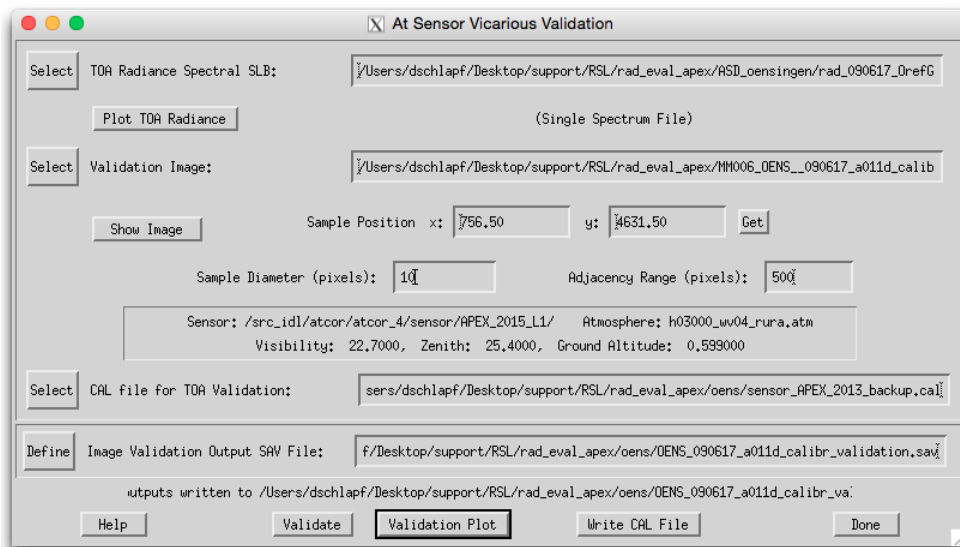 At Sensor Vicarious Validation
Select TOA Radiance Spectral SLB: /Users/dschlapf/Desktop/support/RSL/rad_eval_apex/ASD_oensingen/rad_090617_OrefG
Plot TOA Radiance (Single Spectrum File)
Select Validation Image: /Users/dschlapf/Desktop/support/RSL/rad_eval_apex/MM006_OENS__090617_a011d_calib
Show Image Sample Position x: 756.50 y: 4631.50 Get
Sample Diameter (pixels): 10 Adjacency Range (pixels): 500
Sensor: /src_idl/atcor/atcor_4/sensor/APEX_2015_L1/ Atmosphere: h03000_wv04_rura.atm
Visibility: 22.7000, Zenith: 25.4000, Ground Altitude: 0.599000
Select CAL file for TOA Validation: sers/dschlapf/Desktop/support/RSL/rad_eval_apex/oens/sensor_APEX_2013_backup.cal
Define Image Validation Output SAV File: f/Desktop/support/RSL/rad_eval_apex/oens/OENS_090617_a011d_calibr_validation.sav
utputs written to /Users/dschlapf/Desktop/support/RSL/rad_eval_apex/oens/OENS_090617_a011d_calibr_va
Help Validate Validation Plot Write CAL File Done